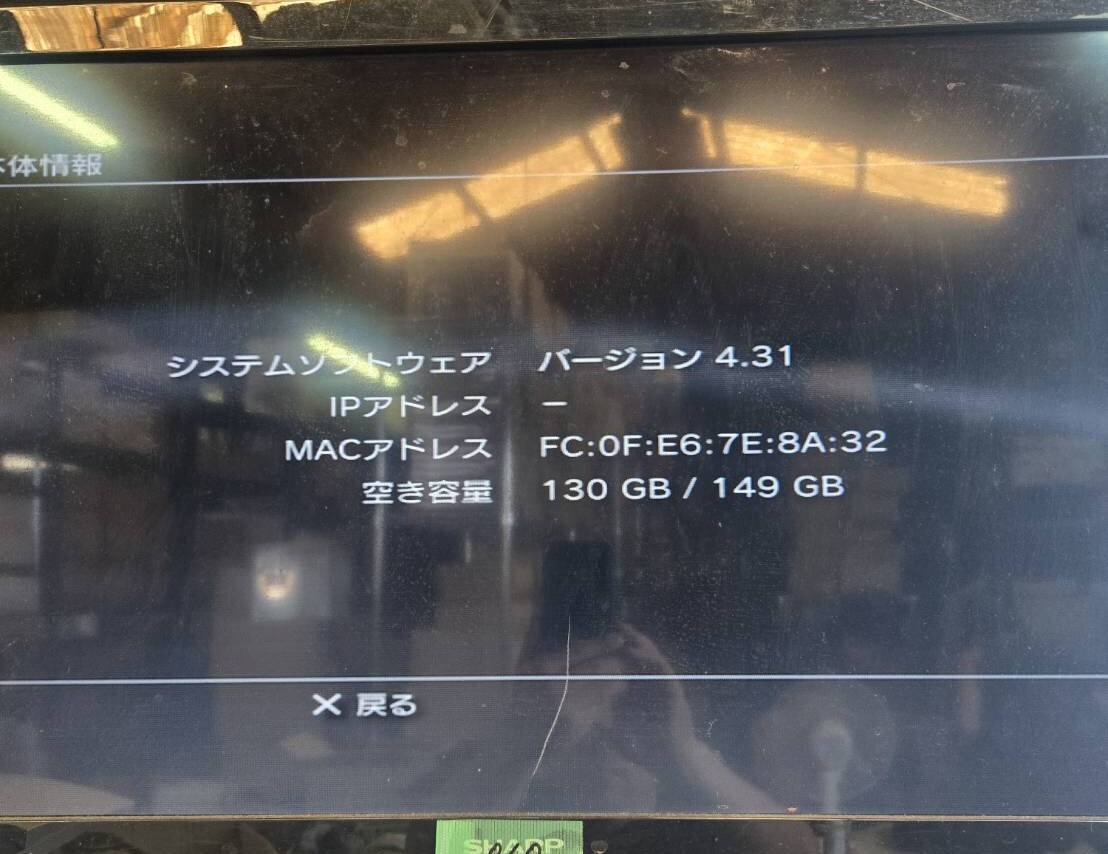 本体情報
システムソフトウェア バージョン 4.31
IPアドレス －
MACアドレス FC:0F:E6:7E:8A:32
空き容量 130 GB / 149 GB
✕ 戻る
SHARP